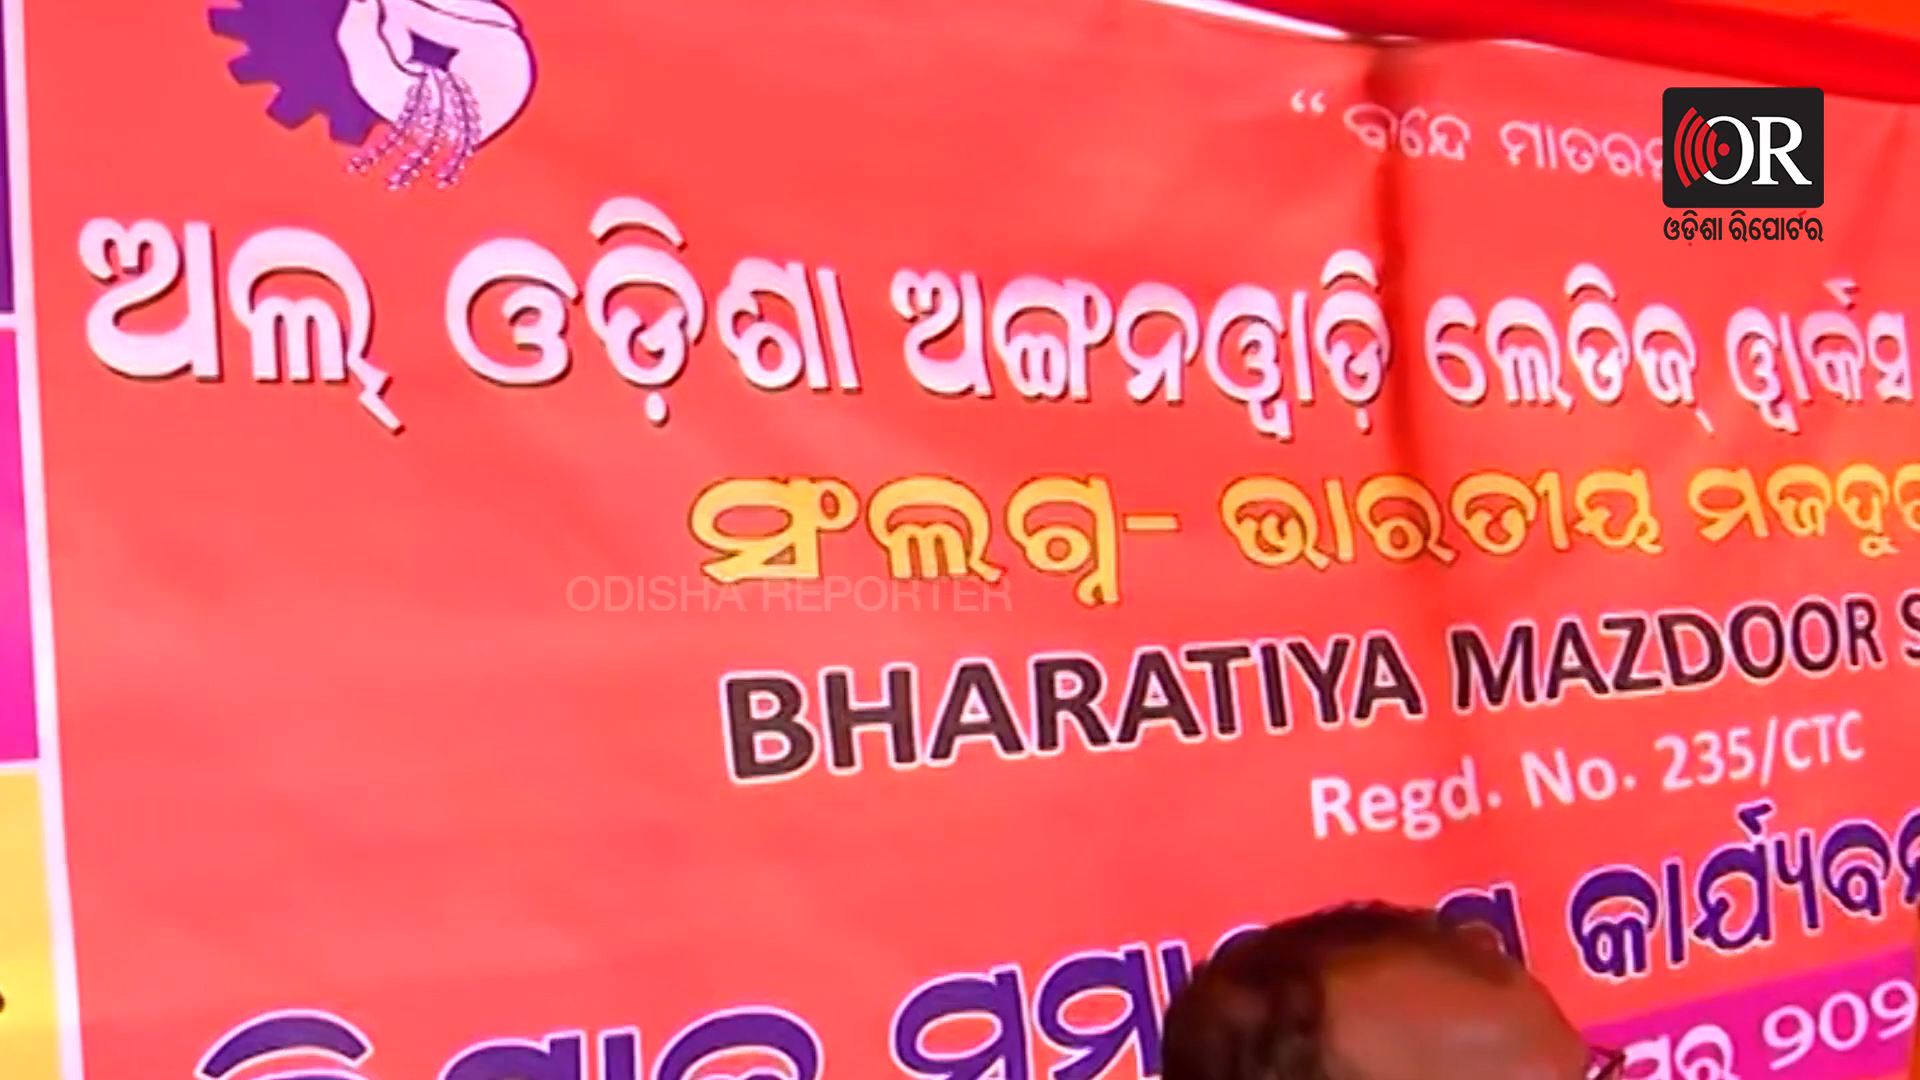 “ ବନ୍ଦେ ମାତରମ୍
OR
ଓଡ଼ିଶା ରିପୋର୍ଟର
ଅଲ୍ ଓଡ଼ିଶା ଅଙ୍ଗନୱାଡ଼ି ଲେଡିଜ୍ ୱାର୍କସ
ସଂଲଗ୍ନ- ଭାରତୀୟ ମଜଦୁର
ODISHA REPORTER
BHARATIYA MAZDOOR S
Regd. No. 235/CTC
କାର୍ଯ୍ୟବ